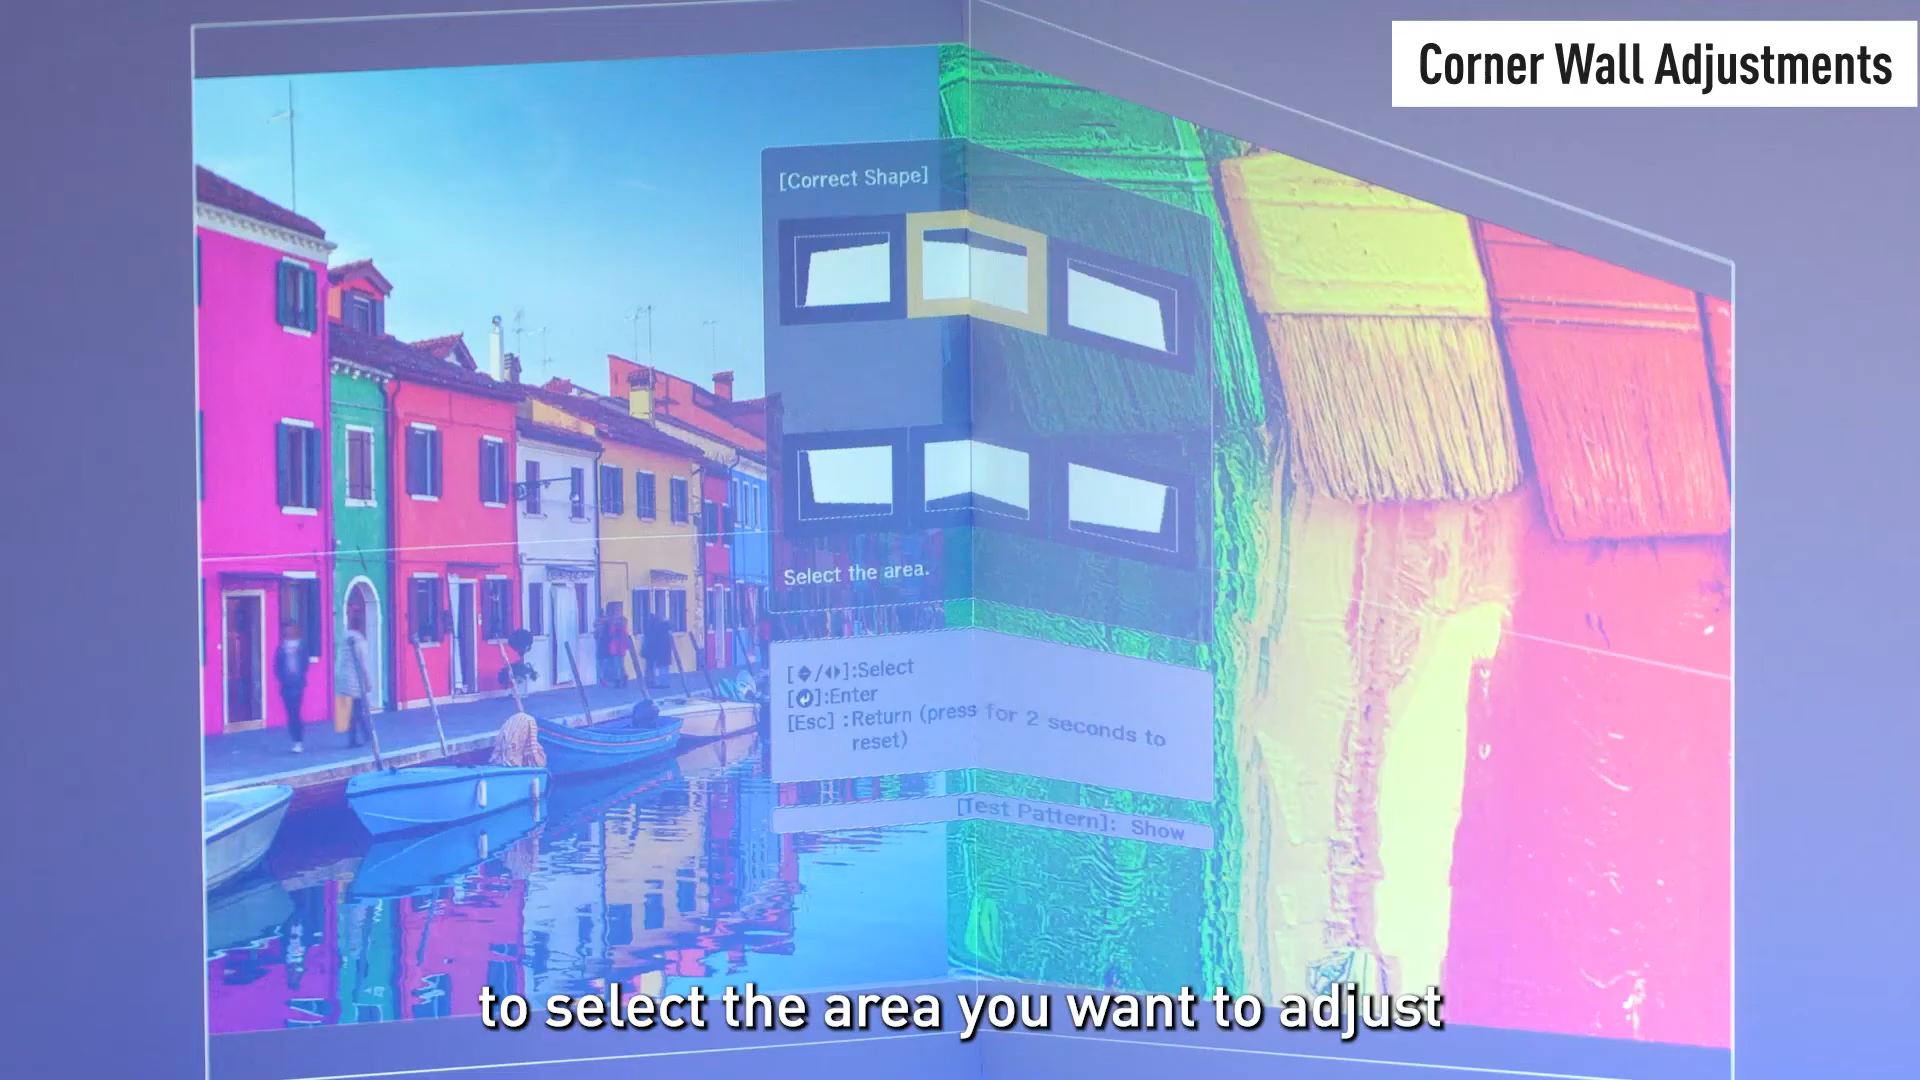 Corner Wall Adjustments
[Correct Shape]
Select the area.
[◆/◀▶]:Select
[↲]:Enter
[Esc] :Return (press for 2 seconds to
reset)
[Test Pattern]: Show
to select the area you want to adjust